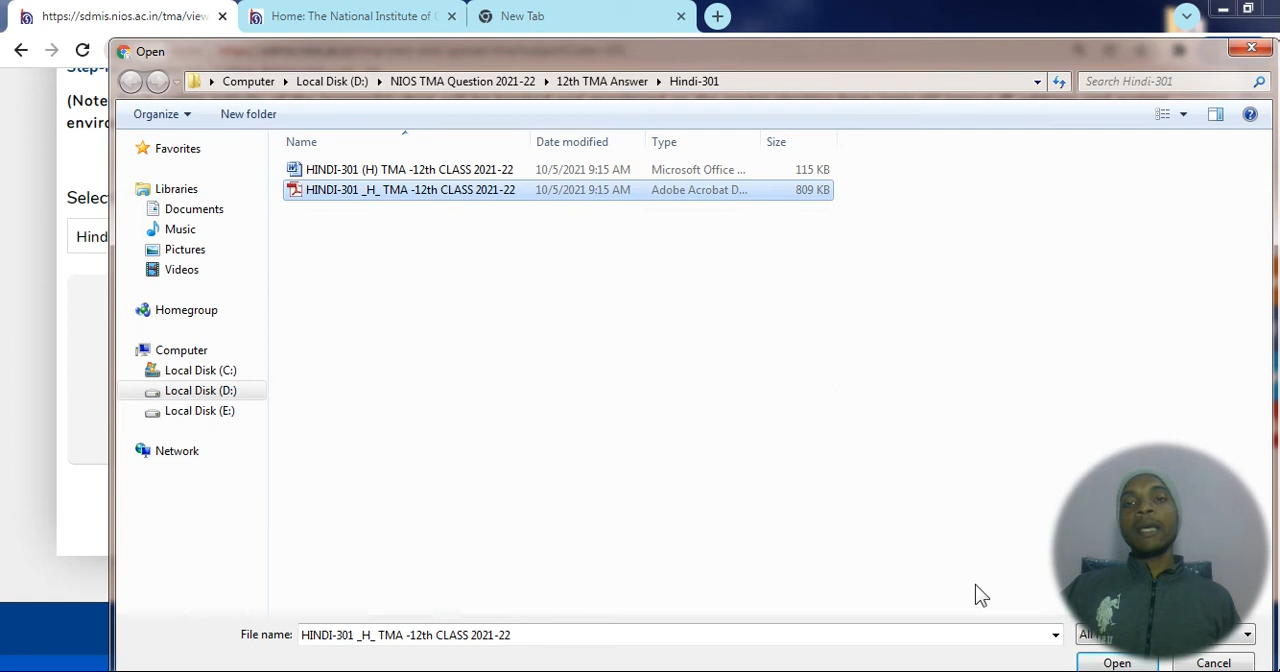 https://sdmis.nios.ac.in/tma/view
Home: The National Institute of
New Tab
Open
Computer Local Disk (D:) NIOS TMA Question 2021-22 12th TMA Answer Hindi-301
Search Hindi-301
Organize New folder
(Note
enviro
Selec
Hind
Favorites
Libraries
Documents
Music
Pictures
Videos
Homegroup
Computer
Local Disk (C:)
Local Disk (D:)
Local Disk (E:)
Network
Name Date modified Type Size
HINDI-301 (H) TMA -12th CLASS 2021-22 10/5/2021 9:15 AM Microsoft Office ... 115 KB
HINDI-301 _H_ TMA -12th CLASS 2021-22 10/5/2021 9:15 AM Adobe Acrobat D... 809 KB
File name: HINDI-301 _H_ TMA -12th CLASS 2021-22
All
Open Cancel